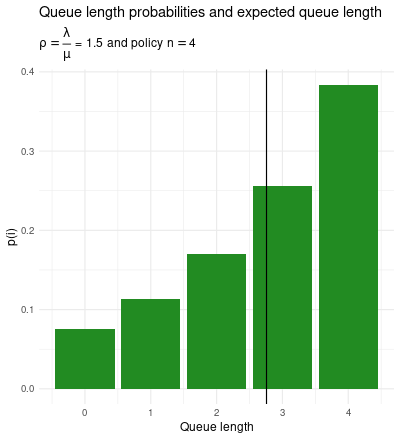 Queue length probabilities and expected queue length
ρ = λ/μ = 1.5 and policy n = 4
0.4
0.3
0.2
0.1
0.0
p(i)
0 1 2 3 4
Queue length